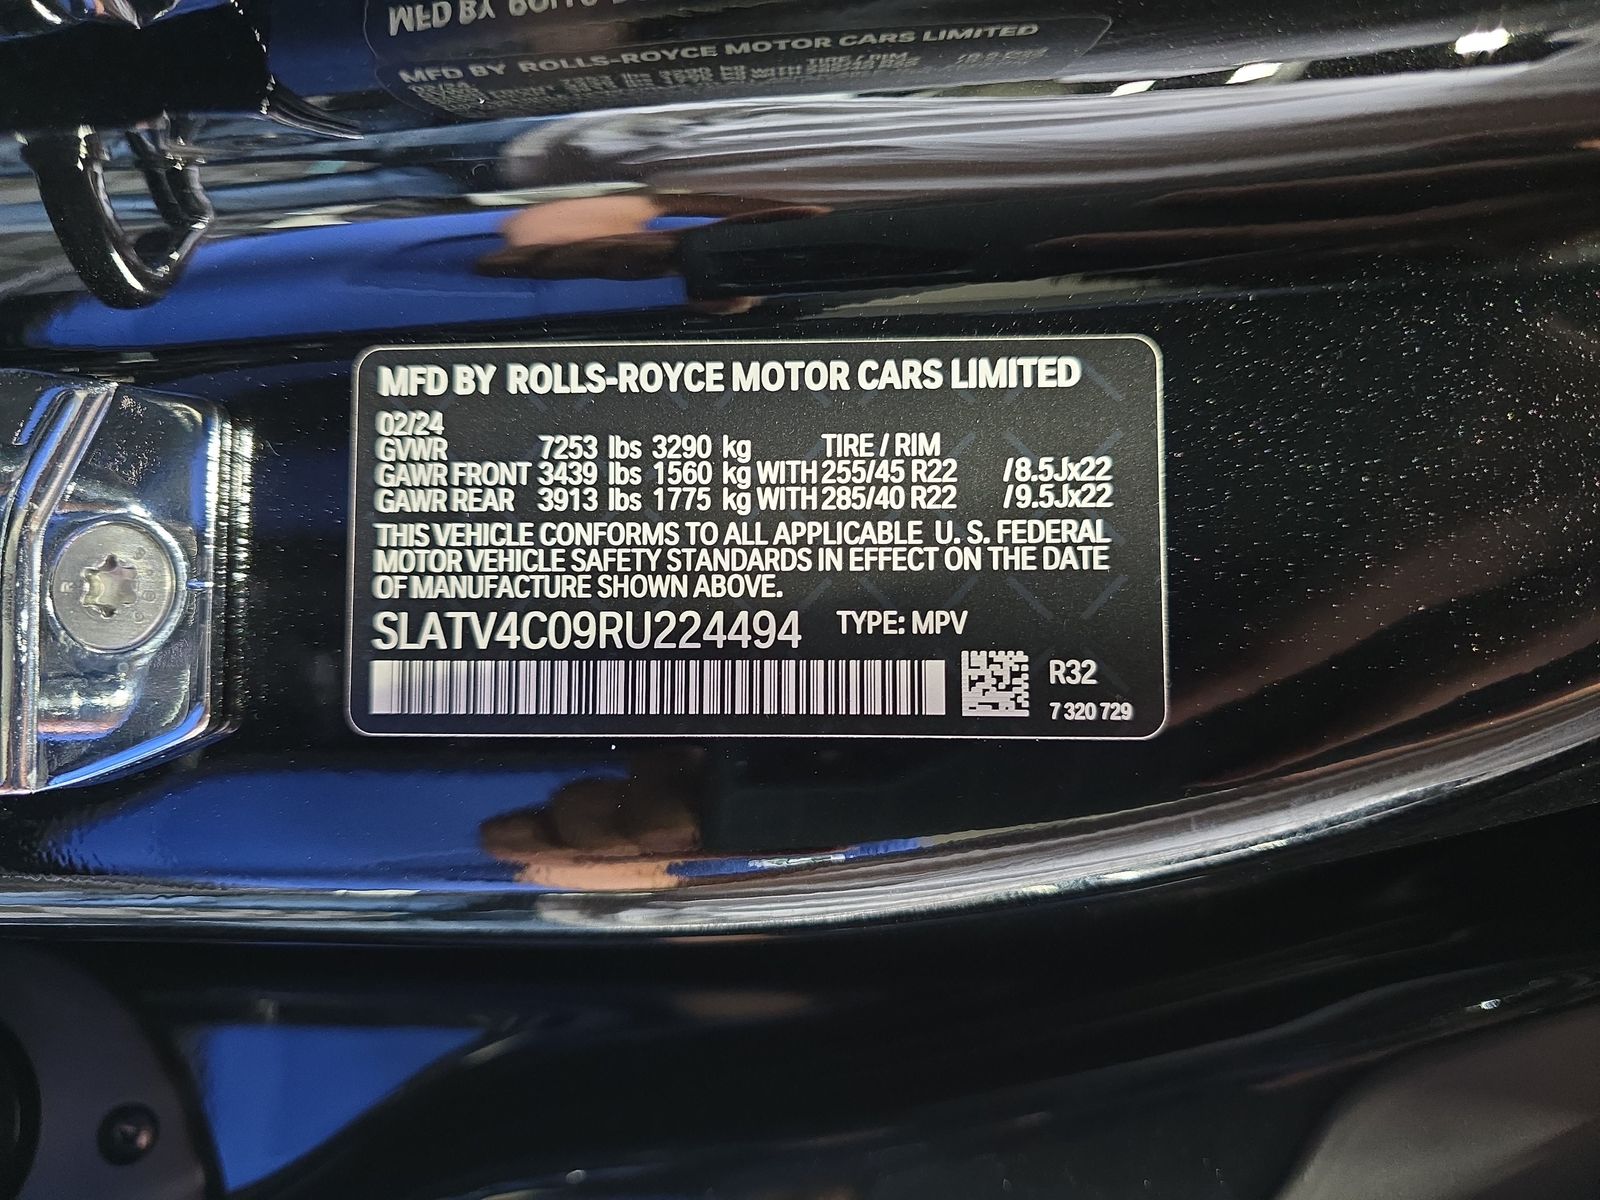 MFD BY ROLLS-ROYCE MOTOR CARS LIMITED
MFD BY ROLLS-ROYCE MOTOR CARS LIMITED
02/24
GVWR 7253 lbs 3290 kg TIRE / RIM
GAWR FRONT 3439 lbs 1560 kg WITH 255/45 R22 /8.5Jx22
GAWR REAR 3913 lbs 1775 kg WITH 285/40 R22 /9.5Jx22
THIS VEHICLE CONFORMS TO ALL APPLICABLE U. S. FEDERAL
MOTOR VEHICLE SAFETY STANDARDS IN EFFECT ON THE DATE
OF MANUFACTURE SHOWN ABOVE.
SLATV4C09RU224494 TYPE: MPV
R32
7 320 729